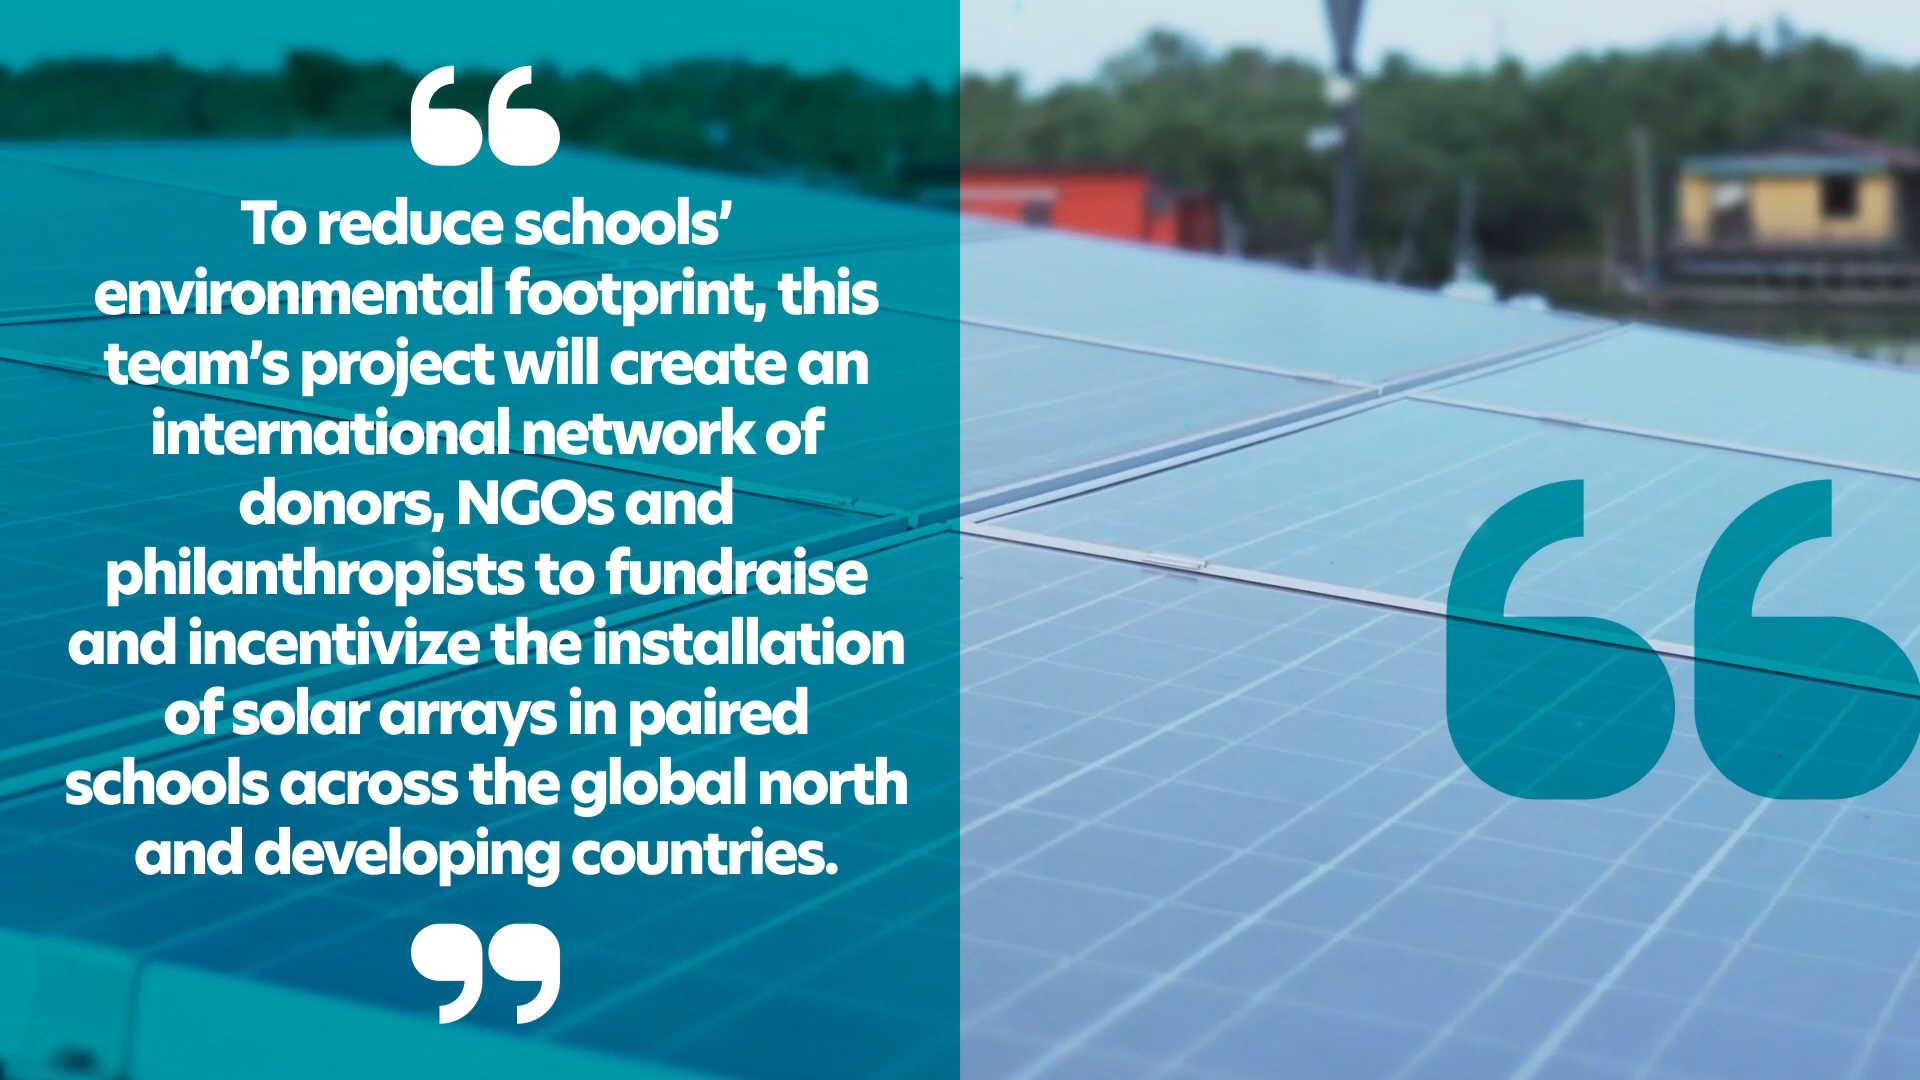 “
To reduce schools’
environmental footprint, this
team’s project will create an
international network of
donors, NGOs and
philanthropists to fundraise
and incentivize the installation
of solar arrays in paired
schools across the global north
and developing countries.
”
“